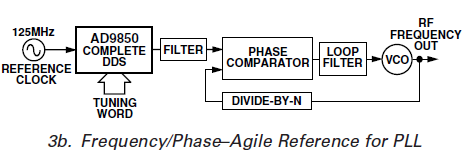 125MHz
REFERENCE
CLOCK
AD9850
COMPLETE
DDS
TUNING
WORD
FILTER
PHASE
COMPARATOR
LOOP
FILTER
VCO
RF
FREQUENCY
OUT
DIVIDE-BY-N
3b. Frequency/Phase–Agile Reference for PLL